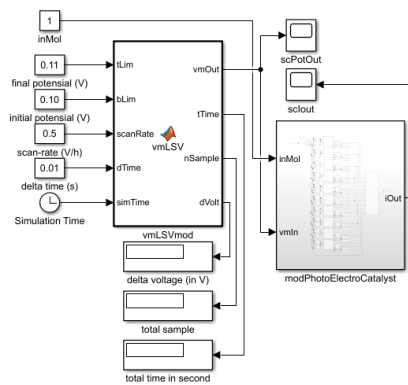 1
inMol
0.11
final potensial (V)
0.10
initial potensial (V)
0.5
scan-rate (V/h)
0.01
delta time (s)
Simulation Time
tLim
bLim
scanRate
dTime
simTime
vmLSV
vmOut
tTime
nSample
dVolt
vmLSVmod
delta voltage (in V)
total sample
total time in second
scPotOut
scIout
inMol
vmIn
iOut
modPhotoElectroCatalyst